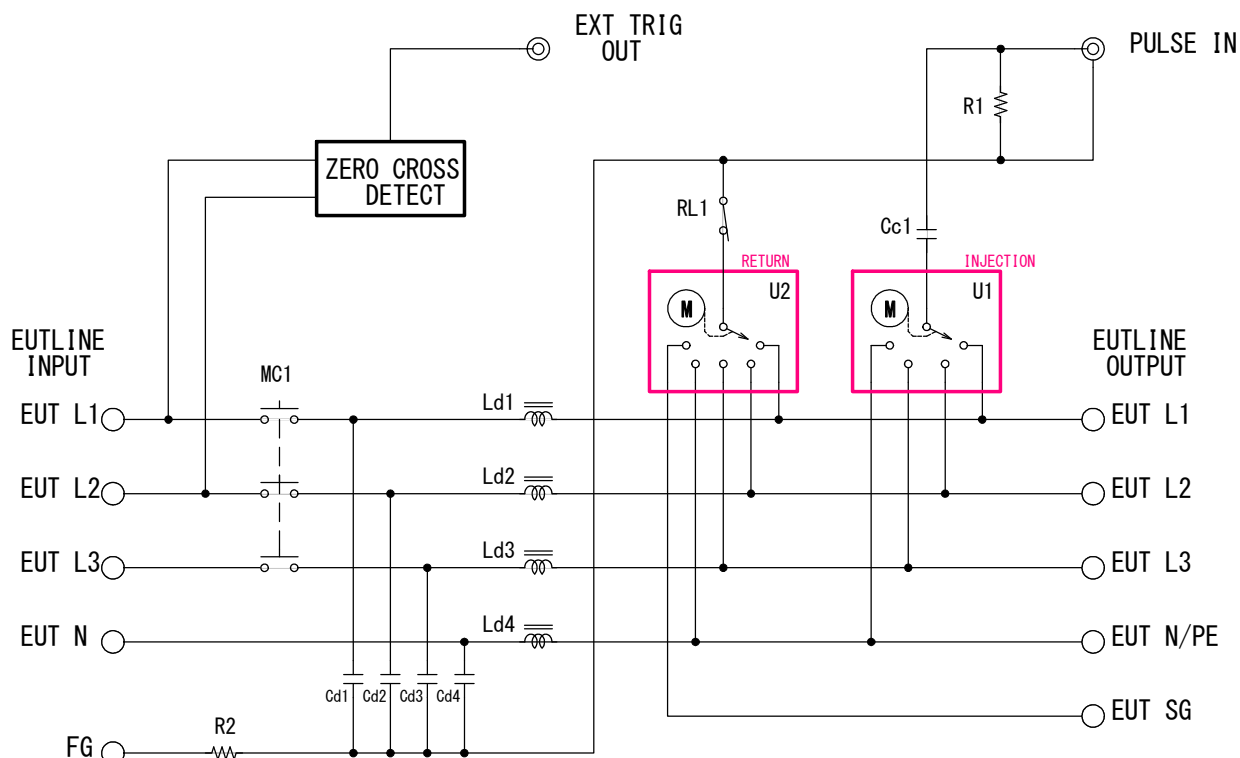 EXT TRIG
OUT
PULSE IN
R1
ZERO CROSS
DETECT
RL1
Cc1
RETURN
INJECTION
U2
U1
M
M
EUTLINE
INPUT
EUTLINE
OUTPUT
MC1
EUT L1
Ld1
EUT L1
EUT L2
Ld2
EUT L2
EUT L3
Ld3
EUT L3
EUT N
Ld4
EUT N/PE
Cd1
Cd2
Cd3
Cd4
EUT SG
R2
FG